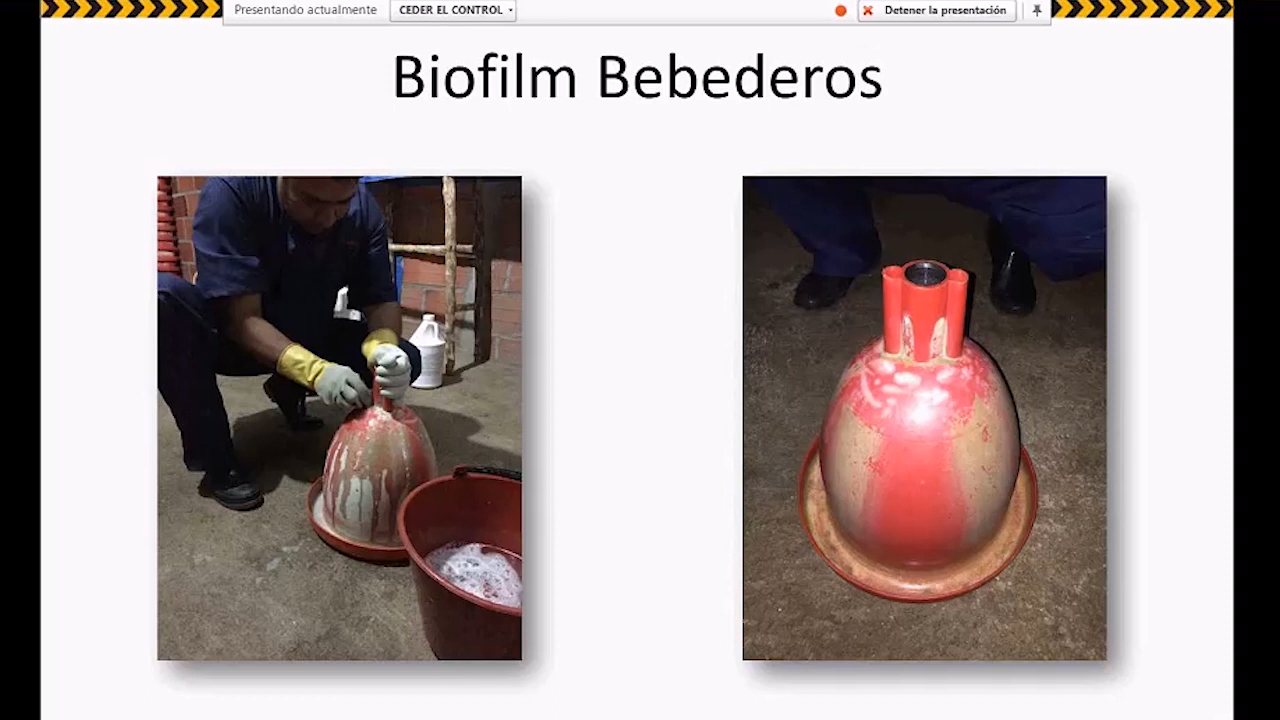 Presentando actualmente CEDER EL CONTROL Detener la presentación
Biofilm Bebederos